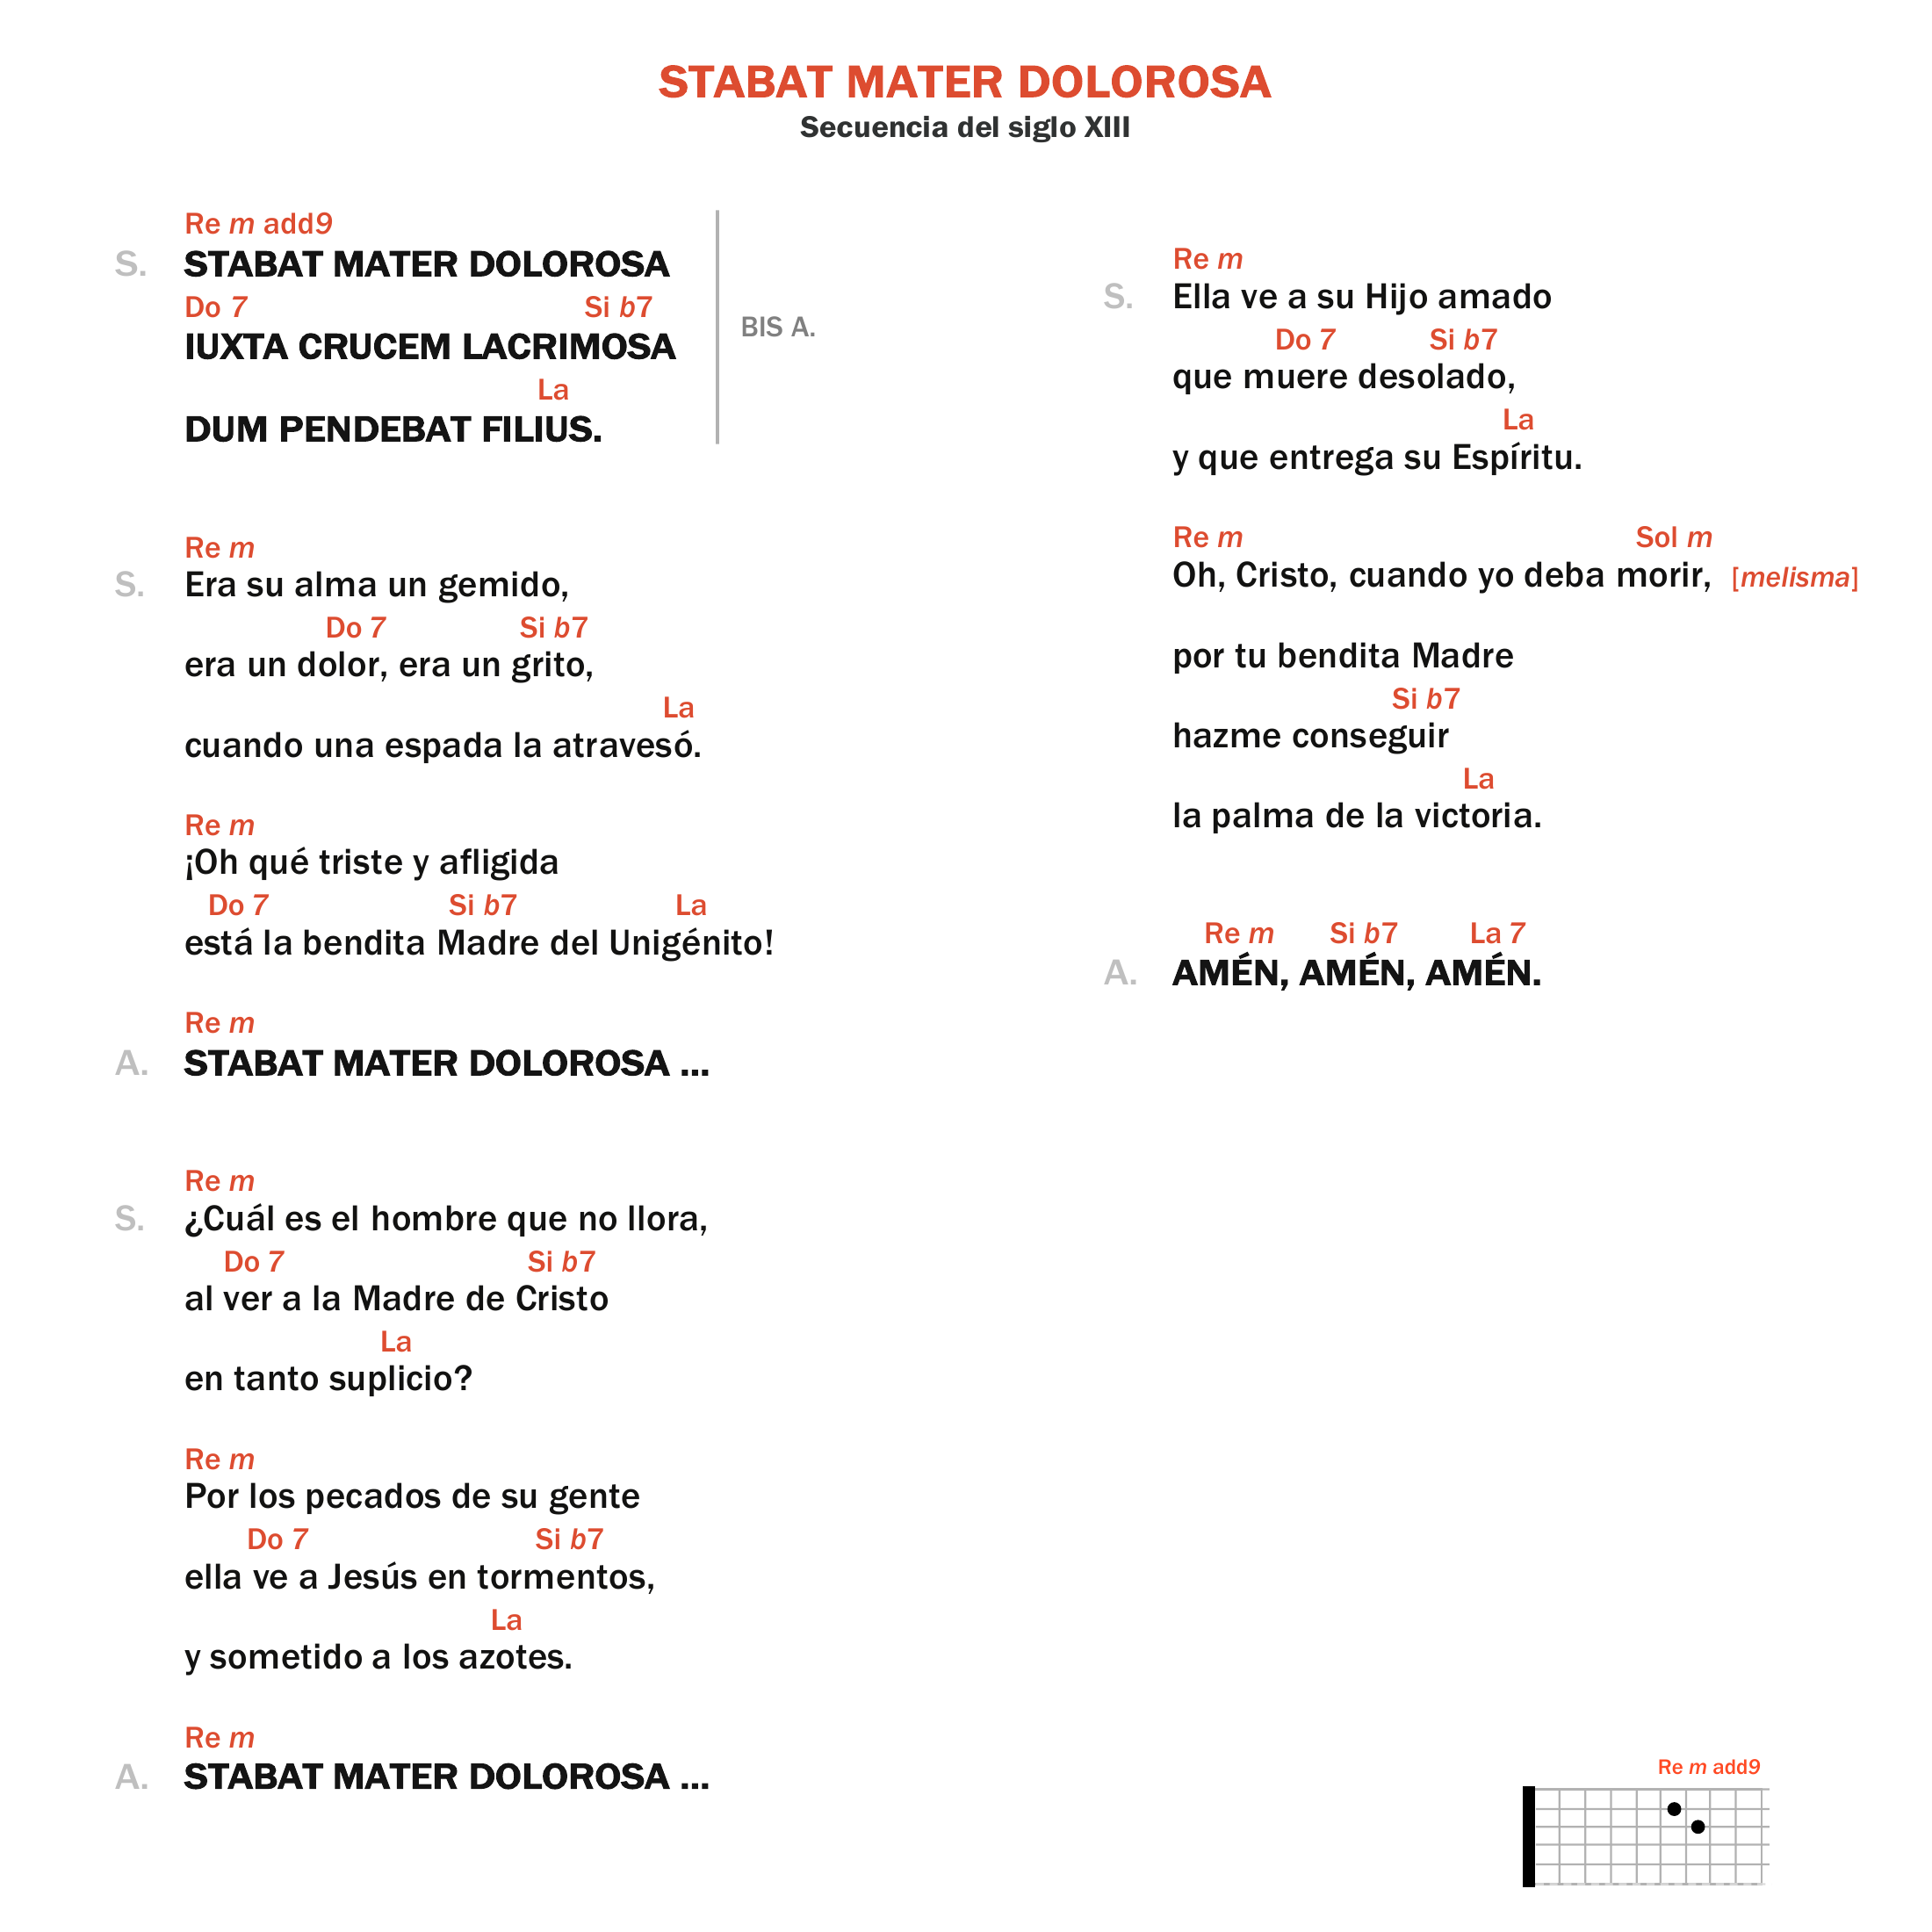 STABAT MATER DOLOROSA
Secuencia del siglo XIII
Re m add9
S. STABAT MATER DOLOROSA
Do 7 Si b7
IUXTA CRUCEM LACRIMOSA
BIS A.
La
DUM PENDEBAT FILIUS.
Re m
S. Era su alma un gemido,
Do 7 Si b7
era un dolor, era un grito,
La
cuando una espada la atravesó.
Re m
¡Oh qué triste y afligida
Do 7 Si b7 La
está la bendita Madre del Unigénito!
Re m
A. STABAT MATER DOLOROSA ...
Re m
S. ¿Cuál es el hombre que no llora,
Do 7 Si b7
al ver a la Madre de Cristo
La
en tanto suplicio?
Re m
Por los pecados de su gente
Do 7 Si b7
ella ve a Jesús en tormentos,
La
y sometido a los azotes.
Re m
A. STABAT MATER DOLOROSA ...
Re m
S. Ella ve a su Hijo amado
Do 7 Si b7
que muere desolado,
La
y que entrega su Espíritu.
Re m Sol m
Oh, Cristo, cuando yo deba morir, [melisma]
por tu bendita Madre
Si b7
hazme conseguir
La
la palma de la victoria.
Re m Si b7 La 7
A. AMÉN, AMÉN, AMÉN.
Re m add9